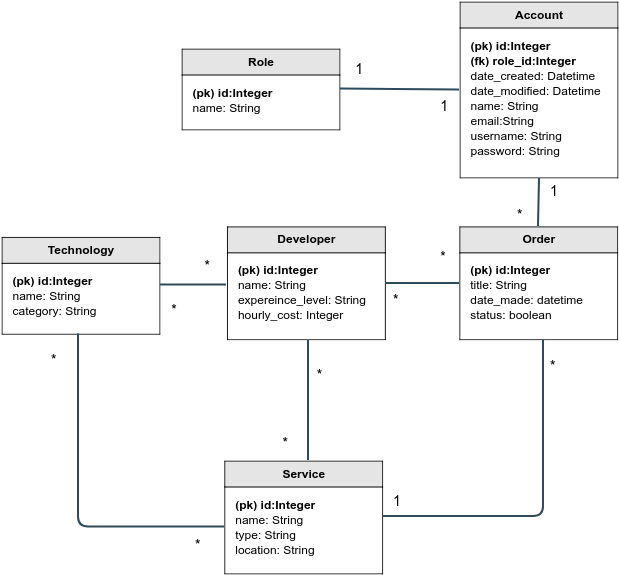 Account
(pk) id:Integer
(fk) role_id:Integer
date_created: Datetime
date_modified: Datetime
name: String
email:String
username: String
password: String
Role
(pk) id:Integer
name: String
1
1
1
*
Technology
(pk) id:Integer
name: String
category: String
*
*
Developer
(pk) id:Integer
name: String
expereince_level: String
hourly_cost: Integer
*
*
Order
(pk) id:Integer
title: String
date_made: datetime
status: boolean
*
*
*
*
Service
(pk) id:Integer
name: String
type: String
location: String
1
*